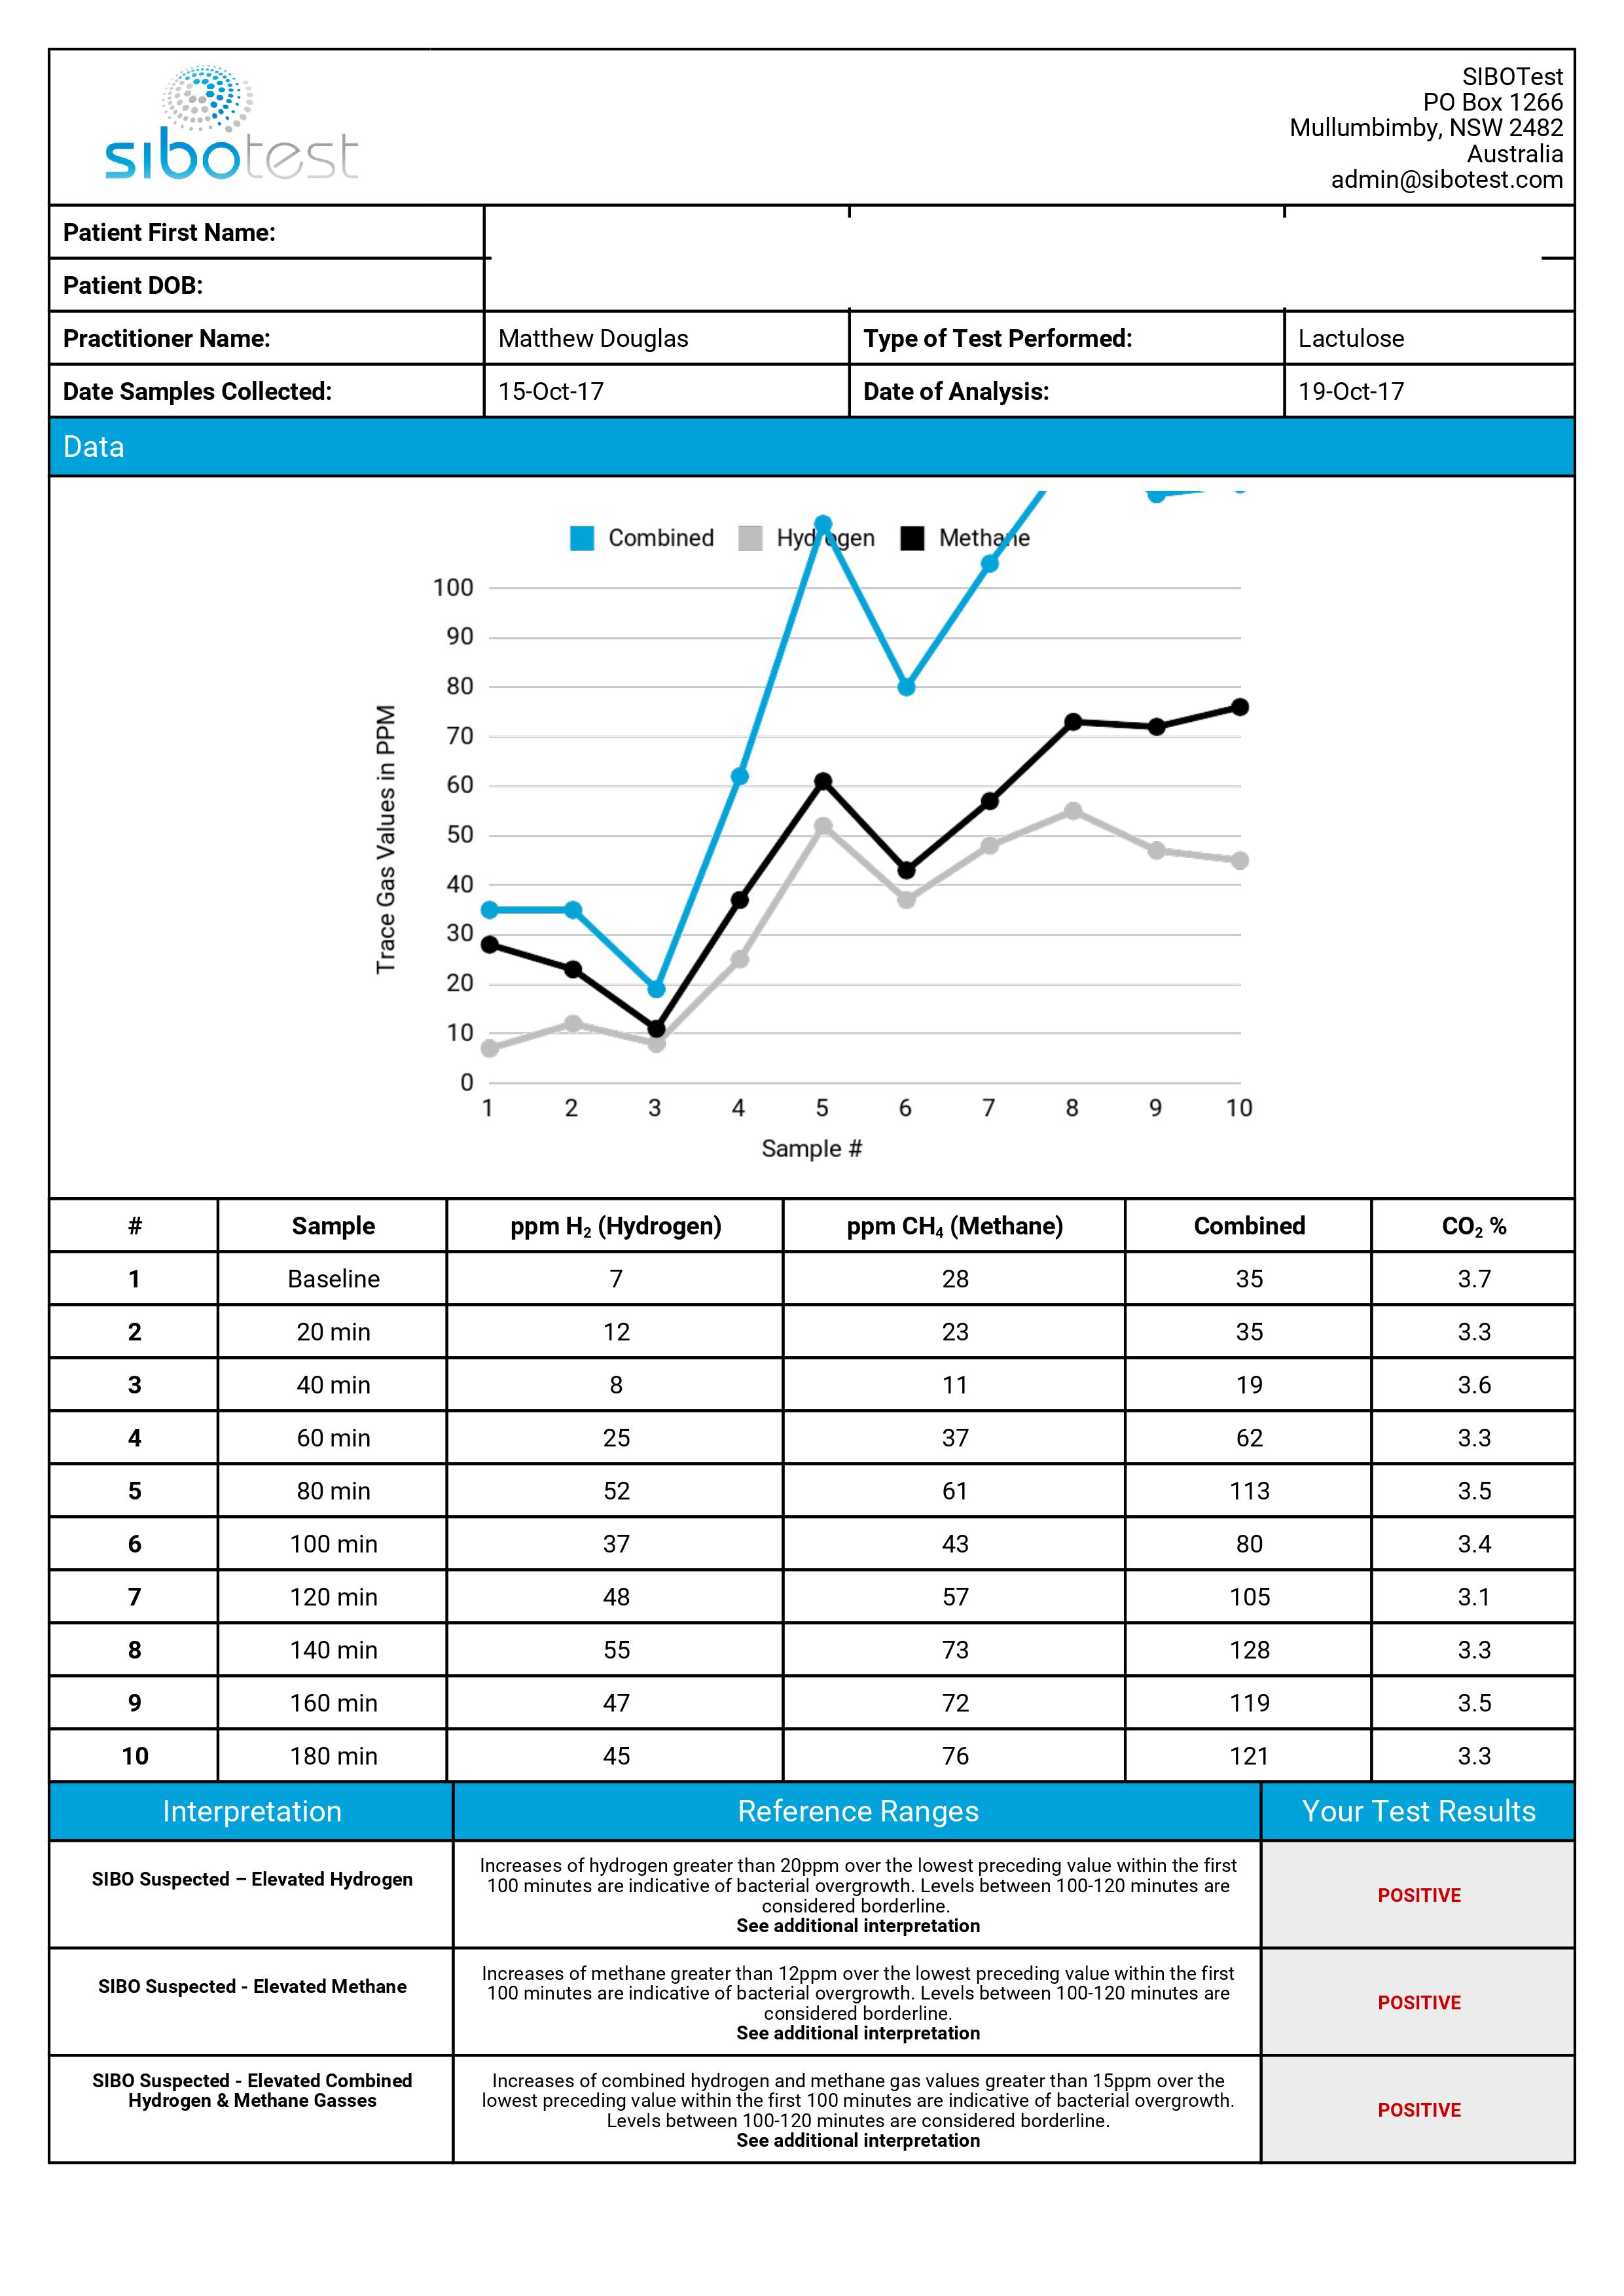 sibotest
SIBOTest
PO Box 1266
Mullumbimby, NSW 2482
Australia
admin@sibotest.com
Patient First Name:
Patient DOB:
Practitioner Name: Matthew Douglas Type of Test Performed: Lactulose
Date Samples Collected: 15-Oct-17 Date of Analysis: 19-Oct-17
Data
Combined Hydrogen Methane
100
90
80
70
60
50
40
30
20
10
0
Trace Gas Values in PPM
1 2 3 4 5 6 7 8 9 10
Sample #
# Sample ppm H₂ (Hydrogen) ppm CH₄ (Methane) Combined CO₂ %
1 Baseline 7 28 35 3.7
2 20 min 12 23 35 3.3
3 40 min 8 11 19 3.6
4 60 min 25 37 62 3.3
5 80 min 52 61 113 3.5
6 100 min 37 43 80 3.4
7 120 min 48 57 105 3.1
8 140 min 55 73 128 3.3
9 160 min 47 72 119 3.5
10 180 min 45 76 121 3.3
Interpretation Reference Ranges Your Test Results
SIBO Suspected – Elevated Hydrogen
Increases of hydrogen greater than 20ppm over the lowest preceding value within the first
100 minutes are indicative of bacterial overgrowth. Levels between 100-120 minutes are
considered borderline.
See additional interpretation
POSITIVE
SIBO Suspected - Elevated Methane
Increases of methane greater than 12ppm over the lowest preceding value within the first
100 minutes are indicative of bacterial overgrowth. Levels between 100-120 minutes are
considered borderline.
See additional interpretation
POSITIVE
SIBO Suspected - Elevated Combined
Hydrogen & Methane Gasses
Increases of combined hydrogen and methane gas values greater than 15ppm over the
lowest preceding value within the first 100 minutes are indicative of bacterial overgrowth.
Levels between 100-120 minutes are considered borderline.
See additional interpretation
POSITIVE